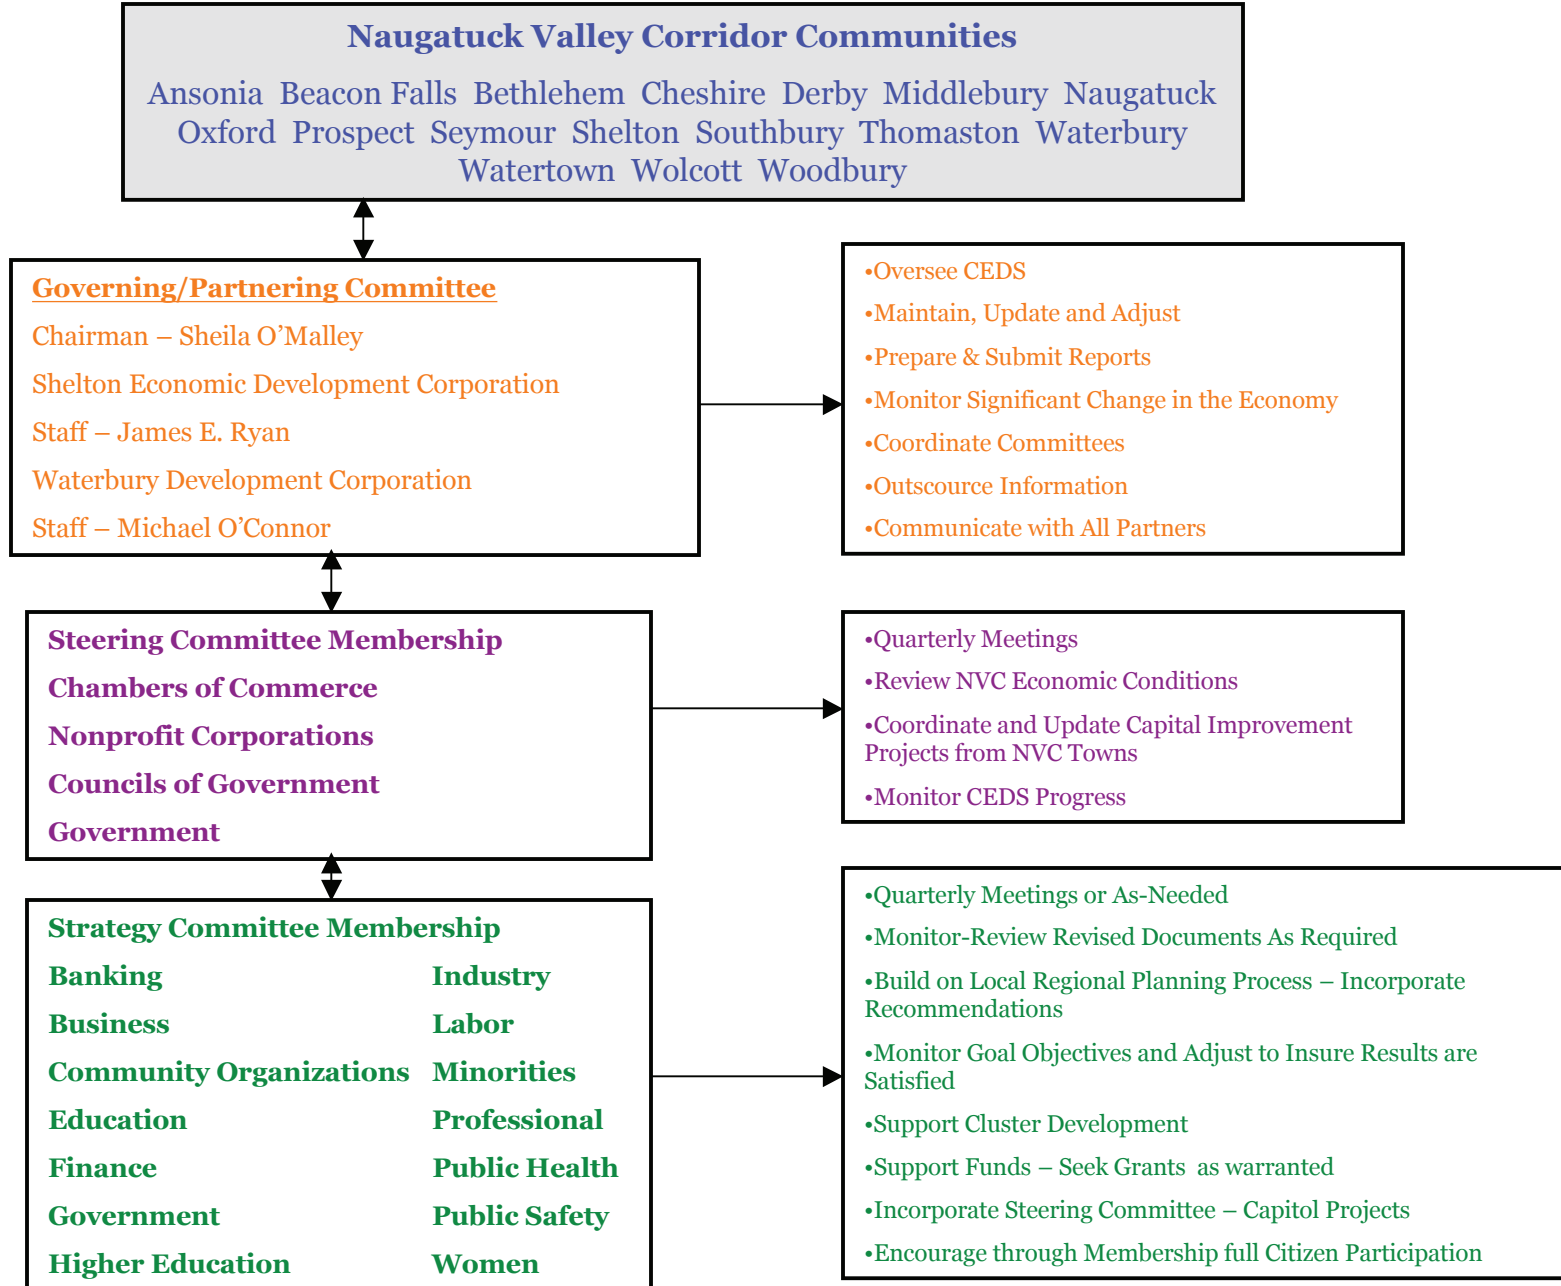 Naugatuck Valley Corridor Communities
Ansonia Beacon Falls Bethlehem Cheshire Derby Middlebury Naugatuck
Oxford Prospect Seymour Shelton Southbury Thomaston Waterbury
Watertown Wolcott Woodbury
Governing/Partnering Committee
Chairman – Sheila O’Malley
Shelton Economic Development Corporation
Staff – James E. Ryan
Waterbury Development Corporation
Staff – Michael O’Connor
•Oversee CEDS
•Maintain, Update and Adjust
•Prepare & Submit Reports
•Monitor Significant Change in the Economy
•Coordinate Committees
•Outscource Information
•Communicate with All Partners
Steering Committee Membership
Chambers of Commerce
Nonprofit Corporations
Councils of Government
Government
•Quarterly Meetings
•Review NVC Economic Conditions
•Coordinate and Update Capital Improvement
Projects from NVC Towns
•Monitor CEDS Progress
Strategy Committee Membership
Banking Industry
Business Labor
Community Organizations Minorities
Education Professional
Finance Public Health
Government Public Safety
Higher Education Women
•Quarterly Meetings or As-Needed
•Monitor-Review Revised Documents As Required
•Build on Local Regional Planning Process – Incorporate
Recommendations
•Monitor Goal Objectives and Adjust to Insure Results are
Satisfied
•Support Cluster Development
•Support Funds – Seek Grants as warranted
•Incorporate Steering Committee – Capitol Projects
•Encourage through Membership full Citizen Participation